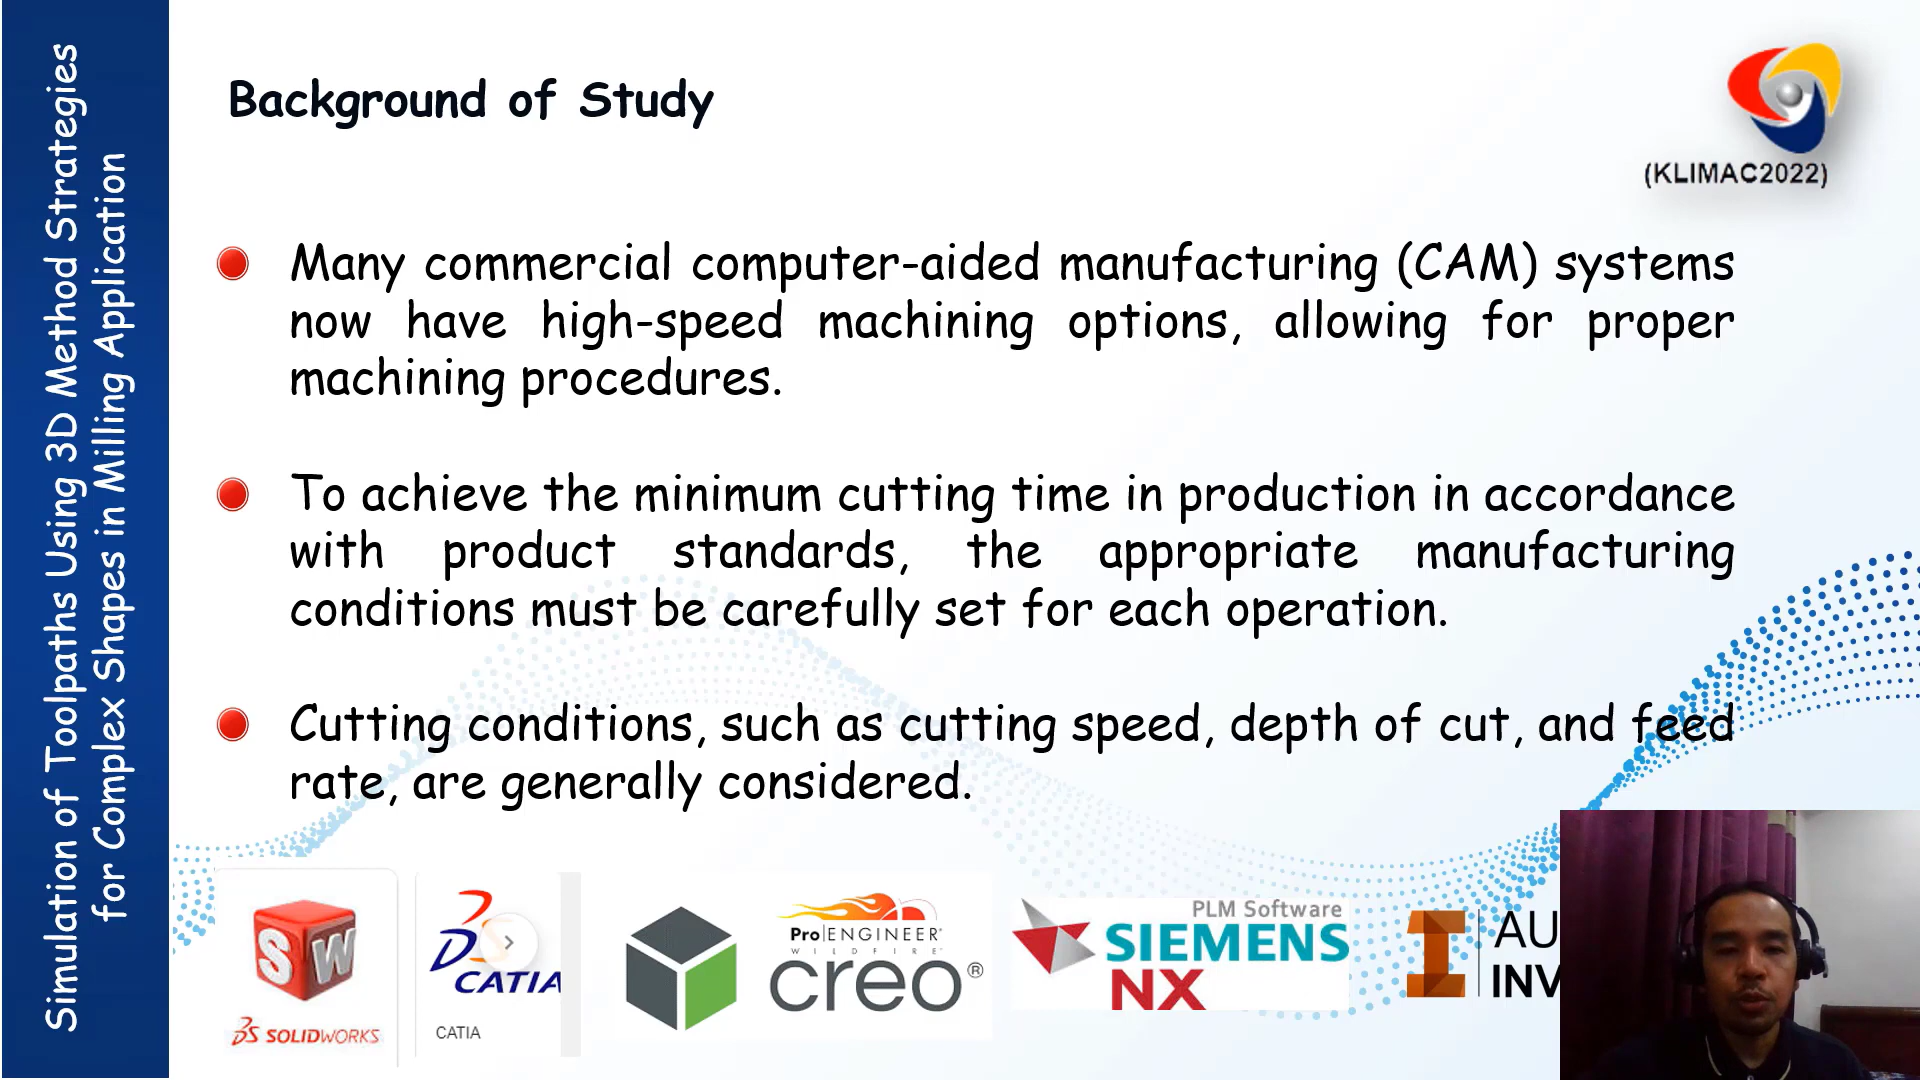 Simulation of Toolpaths Using 3D Method Strategies
for Complex Shapes in Milling Application
Background of Study
(KLIMAC2022)
Many commercial computer-aided manufacturing (CAM) systems
now have high-speed machining options, allowing for proper
machining procedures.
To achieve the minimum cutting time in production in accordance
with product standards, the appropriate manufacturing
conditions must be carefully set for each operation.
Cutting conditions, such as cutting speed, depth of cut, and feed
rate, are generally considered.
SW
SOLIDWORKS
CATIA
CATIA
Pro|ENGINEER
WILDFIRE
creo®
PLM Software
SIEMENS
NX
AU
INV